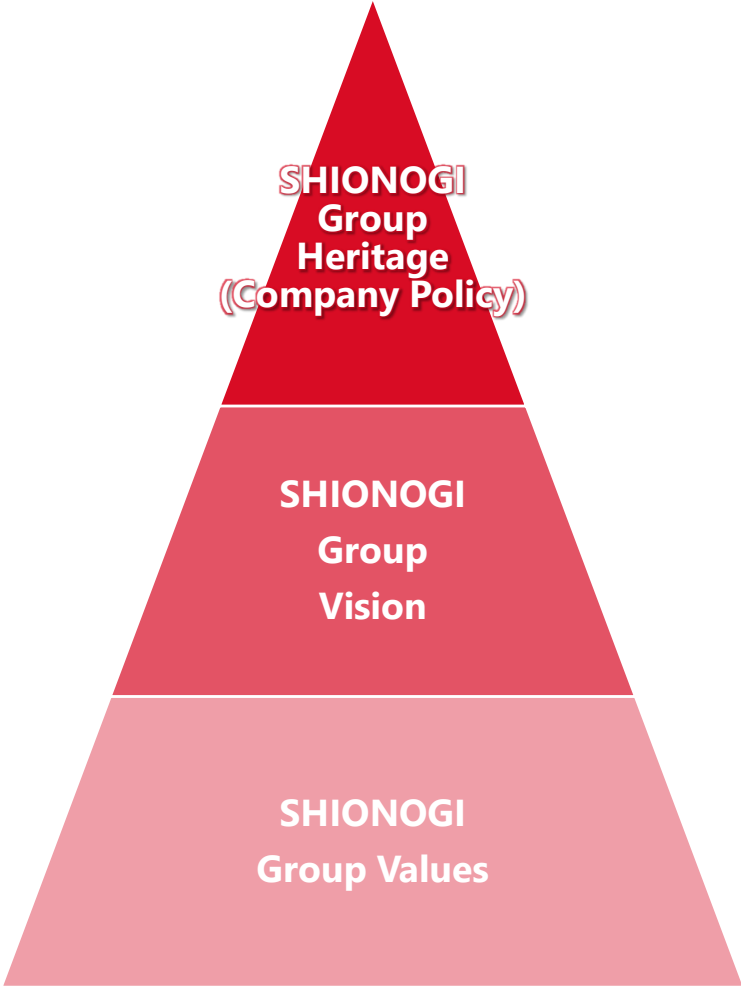 SHIONOGI
Group
Heritage
(Company Policy)
SHIONOGI
Group
Vision
SHIONOGI
Group Values